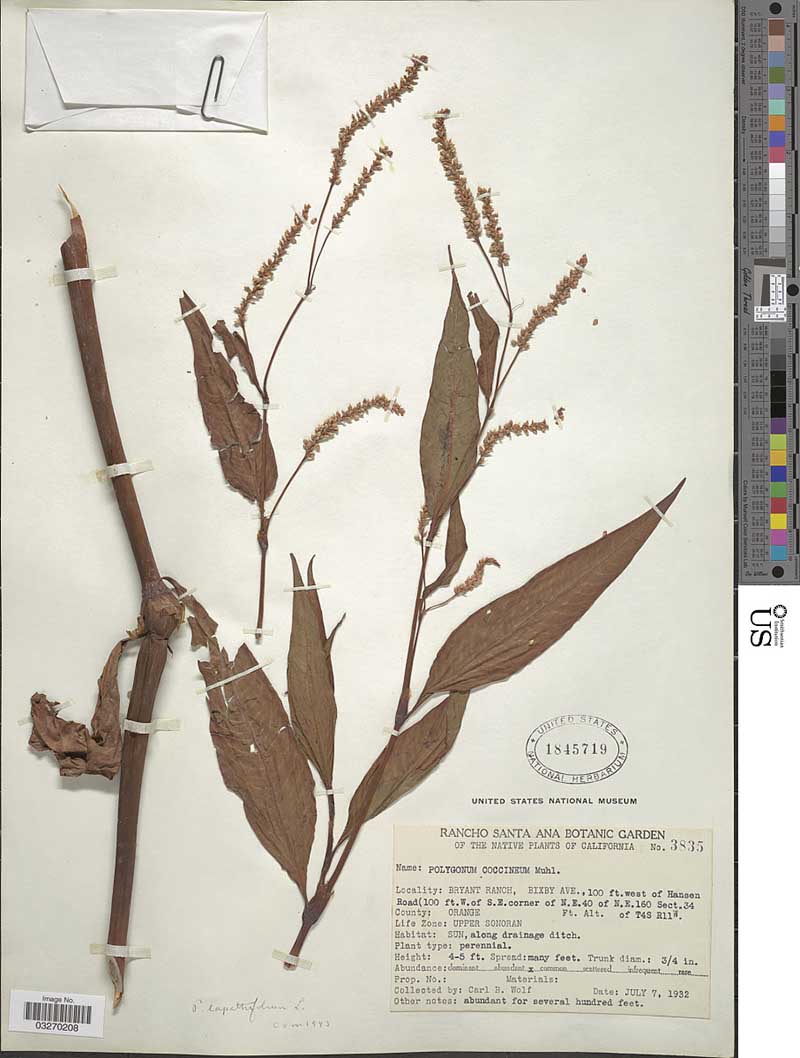 UNITED STATES
1845719
NATIONAL HERBARIUM
UNITED STATES NATIONAL MUSEUM
RANCHO SANTA ANA BOTANIC GARDEN
OF THE NATIVE PLANTS OF CALIFORNIA No. 3835
Name: POLYGONUM COCCINEUM Muhl.
Locality: BRYANT RANCH, BIXBY AVE., 100 ft. west of Hansen
Road(100 ft.W.of S.E.corner of N.E.40 of N.E.160 Sect.34
County: ORANGE Ft. Alt. of T4S R11W.
Life Zone: UPPER SONORAN
Habitat: SUN, along drainage ditch.
Plant type: perennial.
Height: 4-5 ft. Spread: many feet. Trunk diam.: 3/4 in.
Abundance: dominant abundant x common scattered infrequent rare
Prop. No.: Materials:
Collected by: Carl B. Wolf Date: JULY 7, 1932
Other notes: abundant for several hundred feet.
P. lapathifolium L.
Image No.
03270208
Golden Thread
Smithsonian
Institution
US